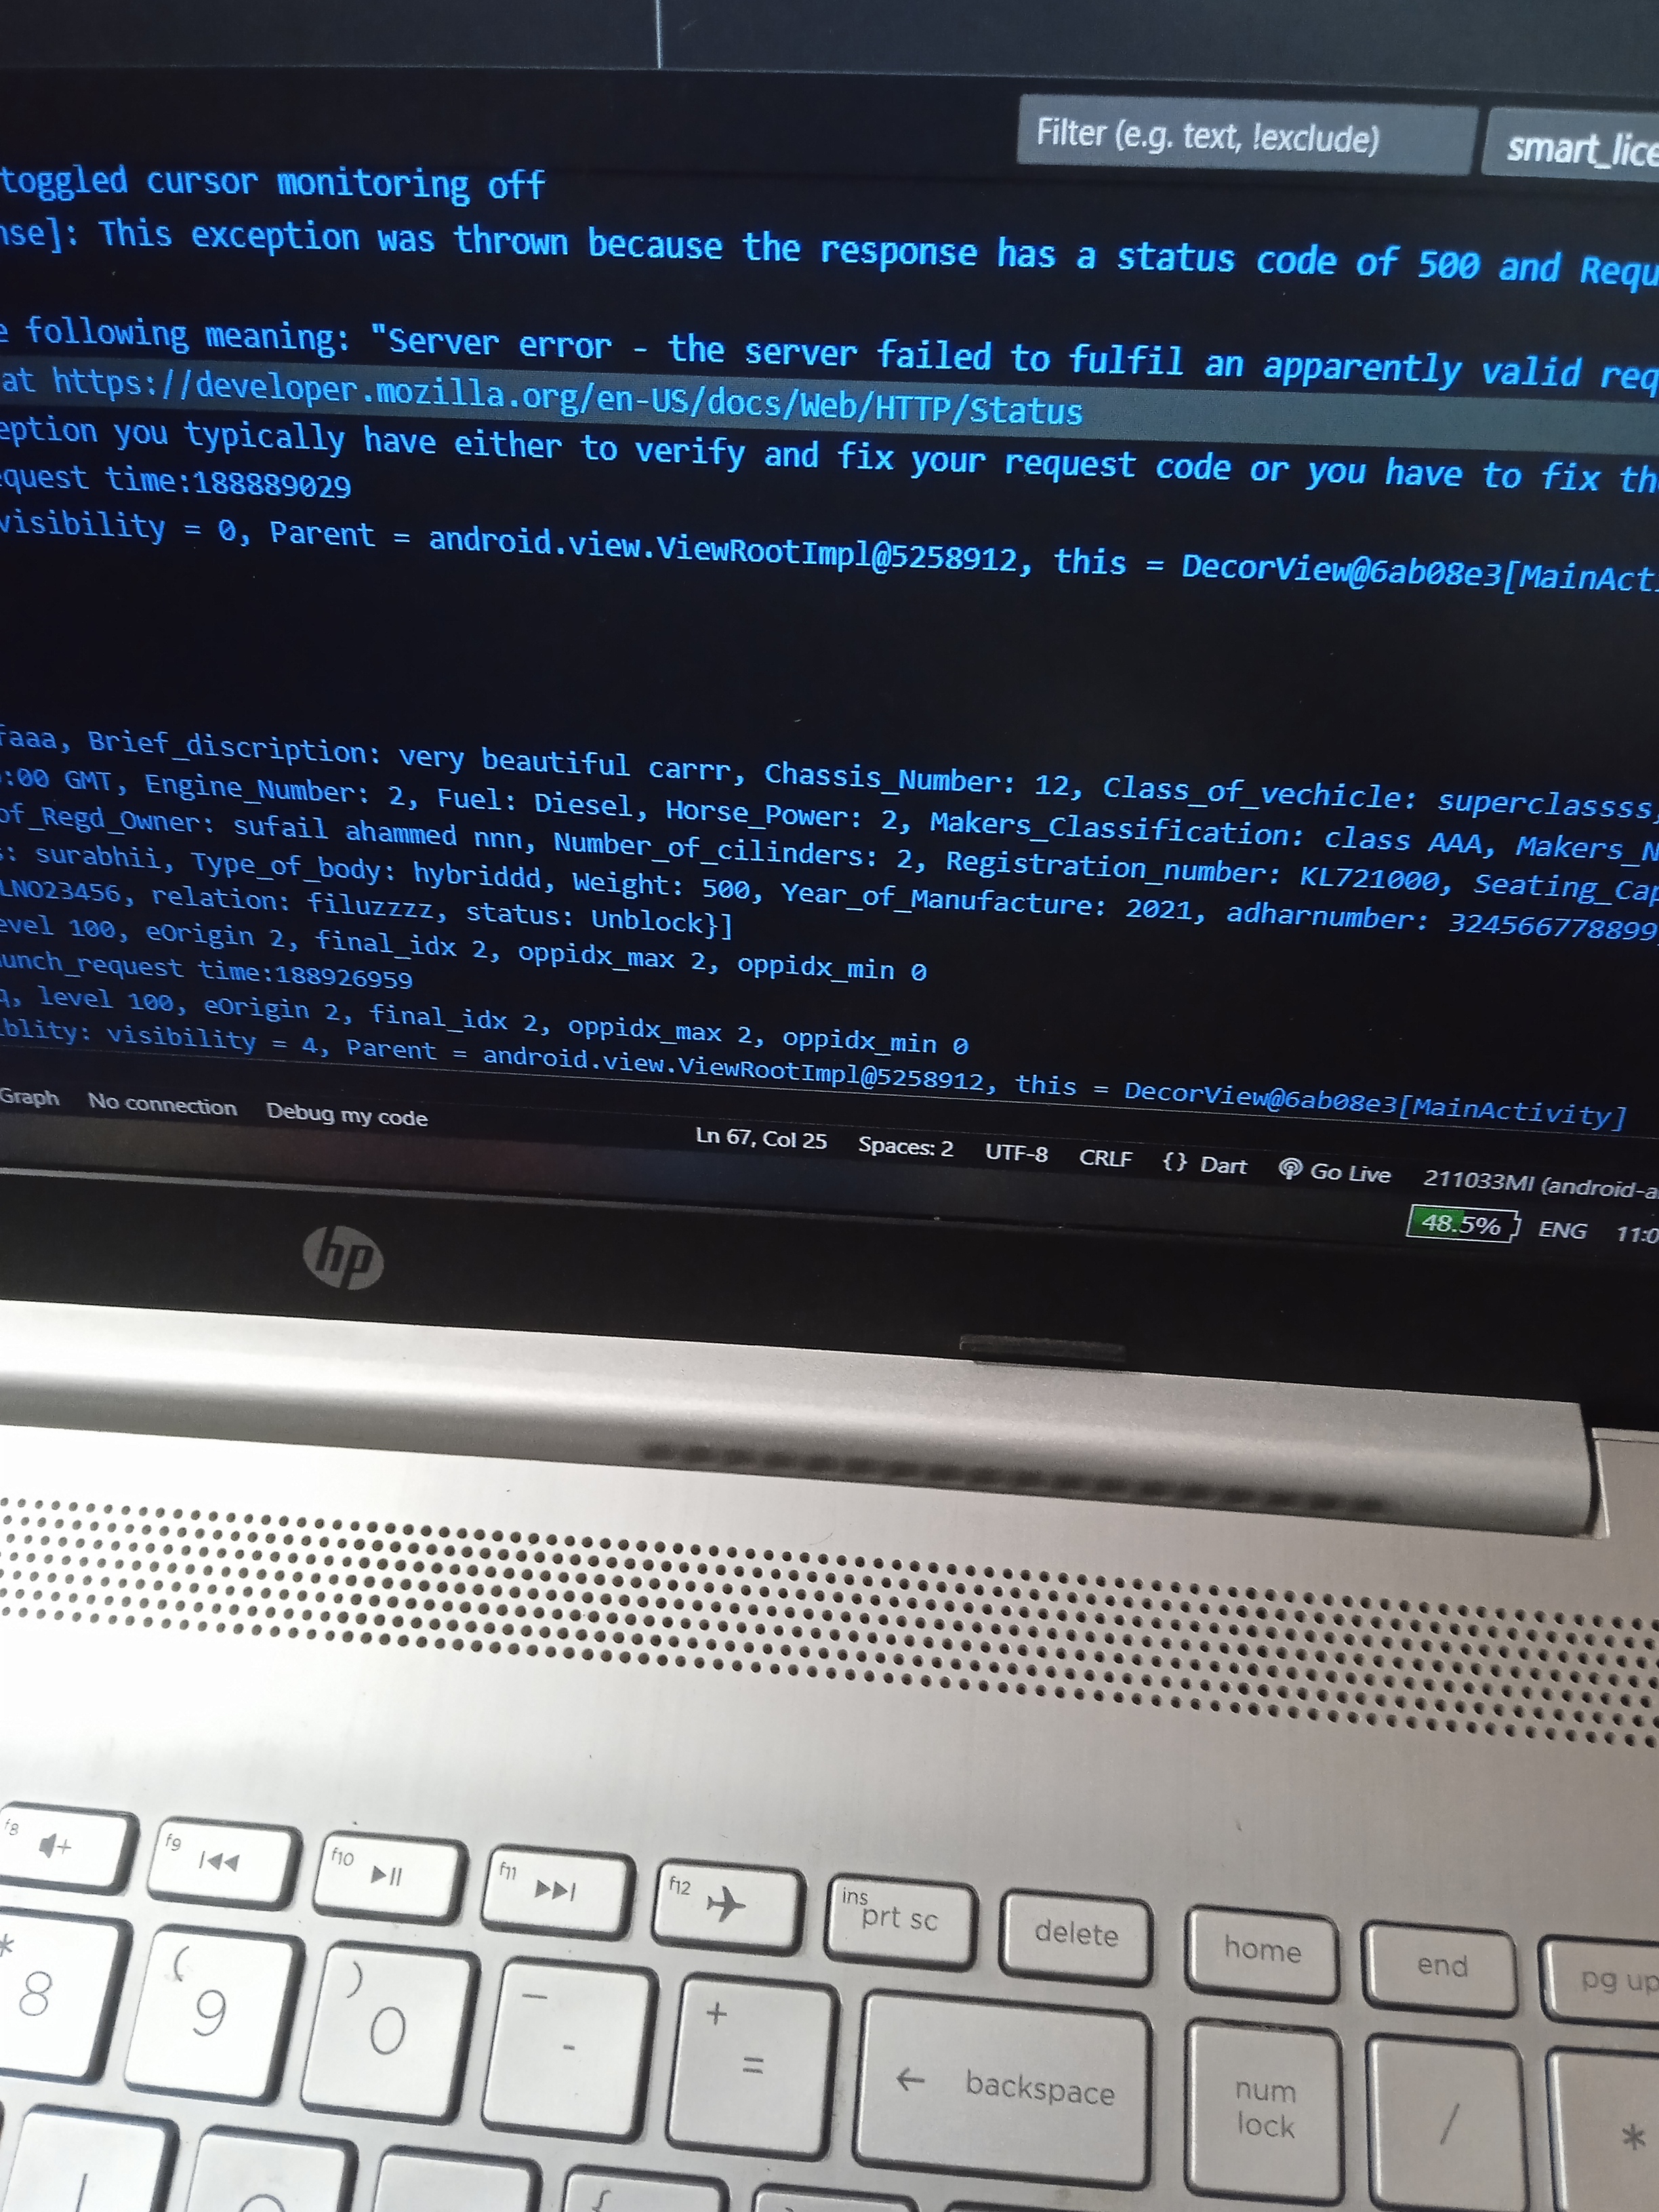 Filter (e.g. text, !exclude)
smart_lice
toggled cursor monitoring off
nse]: This exception was thrown because the response has a status code of 500 and Requ
e following meaning: "Server error - the server failed to fulfil an apparently valid req
at https://developer.mozilla.org/en-US/docs/Web/HTTP/Status
eption you typically have either to verify and fix your request code or you have to fix th
equest time:188889029
visibility = 0, Parent = android.view.ViewRootImpl@5258912, this = DecorView@6ab08e3[MainActi
faaa, Brief_discription: very beautiful carrr, Chassis_Number: 12, Class_of_vechicle: superclassss,
:00 GMT, Engine_Number: 2, Fuel: Diesel, Horse_Power: 2, Makers_Classification: class AAA, Makers_N
of_Regd_Owner: sufail ahammed nnn, Number_of_cilinders: 2, Registration_number: KL721000, Seating_Cap
s: surabhii, Type_of_body: hybriddd, Weight: 500, Year_of_Manufacture: 2021, adharnumber: 324566778899
LNO23456, relation: filuzzzz, status: Unblock}]
evel 100, eOrigin 2, final_idx 2, oppidx_max 2, oppidx_min 0
unch_request time:188926959
q, level 100, eOrigin 2, final_idx 2, oppidx_max 2, oppidx_min 0
blity: visibility = 4, Parent = android.view.ViewRootImpl@5258912, this = DecorView@6ab08e3[MainActivity]
Graph No connection Debug my code Ln 67, Col 25 Spaces: 2 UTF-8 CRLF {} Dart Go Live 211033MI (android-a
48.5% ENG 11:0
hp
f8 f9 f10 f11 f12 ins prt sc delete home end pg up
* 8 ( 9 ) 0 _ - + = ← backspace num lock / *
{